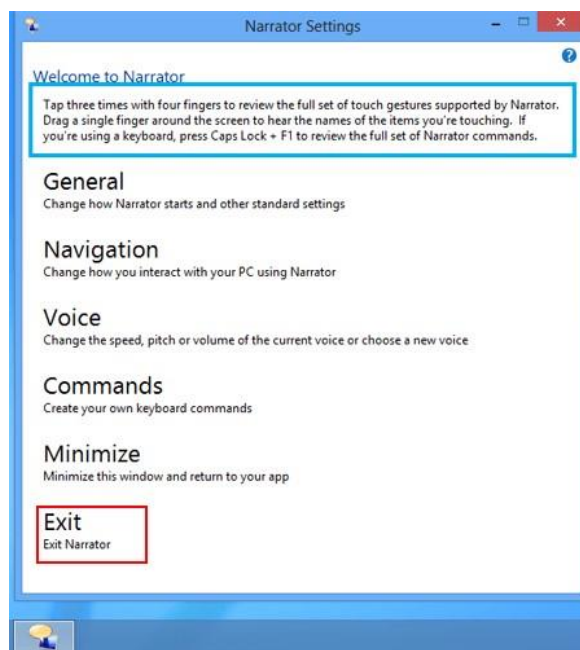 Narrator Settings
Welcome to Narrator
Tap three times with four fingers to review the full set of touch gestures supported by Narrator.
Drag a single finger around the screen to hear the names of the items you're touching. If
you're using a keyboard, press Caps Lock + F1 to review the full set of Narrator commands.
General
Change how Narrator starts and other standard settings
Navigation
Change how you interact with your PC using Narrator
Voice
Change the speed, pitch or volume of the current voice or choose a new voice
Commands
Create your own keyboard commands
Minimize
Minimize this window and return to your app
Exit
Exit Narrator